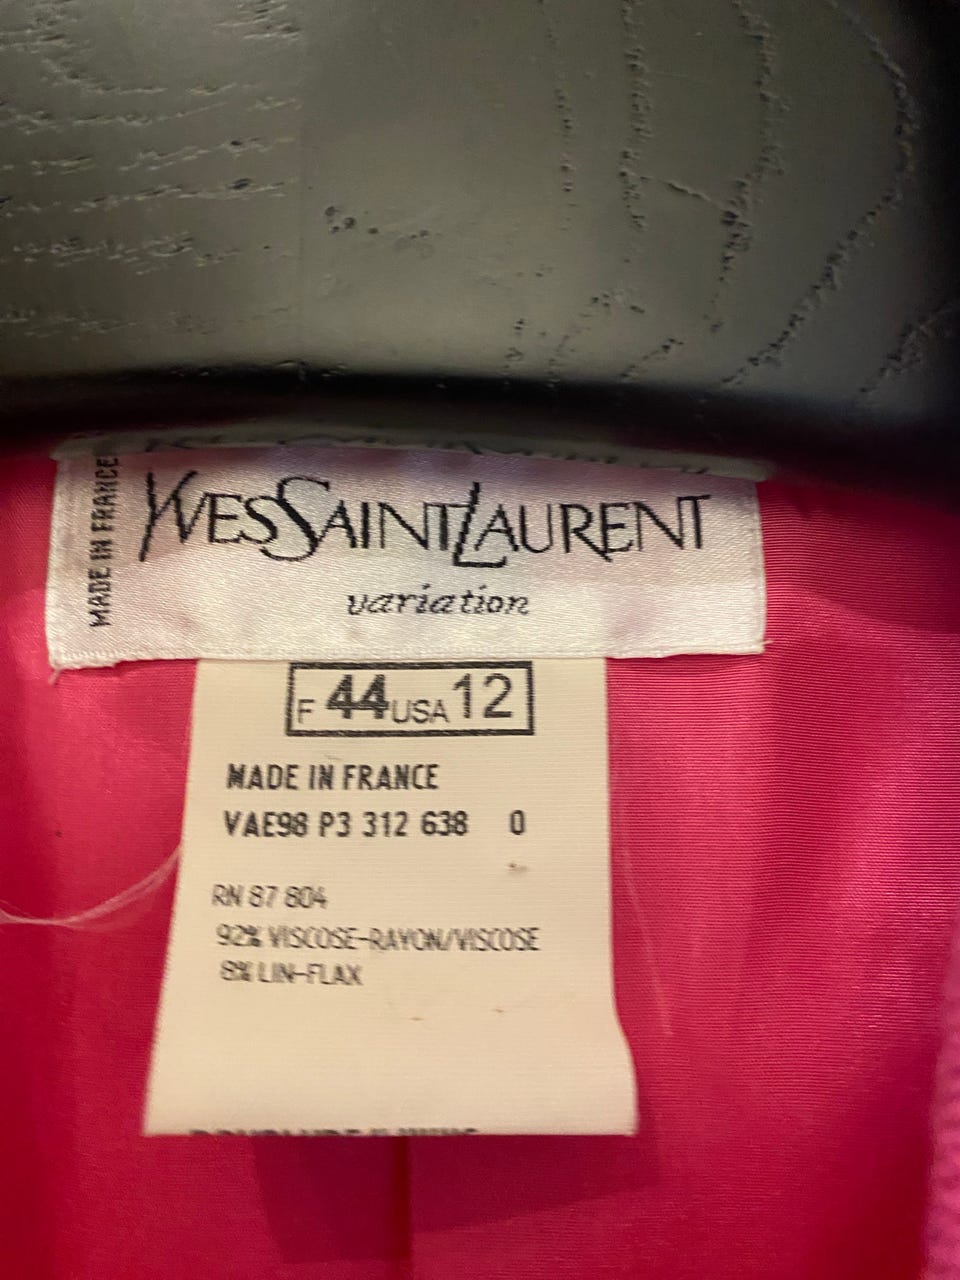 MADE IN FRANCE
YVES SAINT LAURENT
variation
F 44 USA 12
MADE IN FRANCE
VAE98 P3 312 638 0
RN 87 804
92% VISCOSE-RAYON/VISCOSE
8% LIN-FLAX